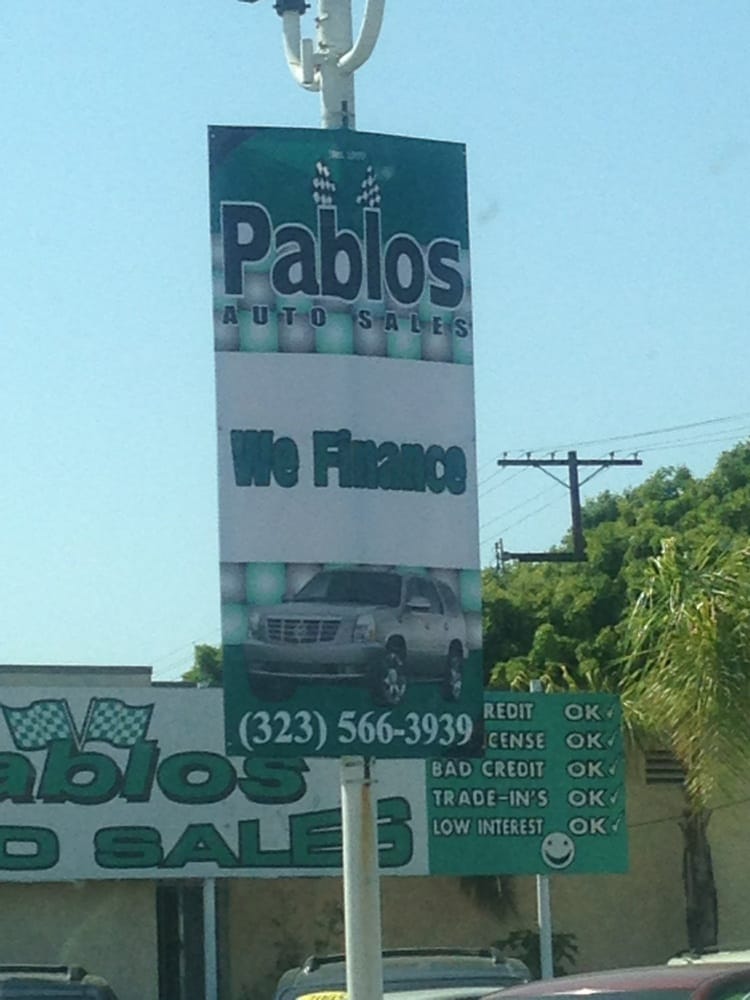 Pablos
AUTO SALES
We Finance
(323) 566-3939
ablos
O SALES
REDIT OK✓
CENSE OK✓
BAD CREDIT OK✓
TRADE-IN'S OK✓
LOW INTEREST OK✓